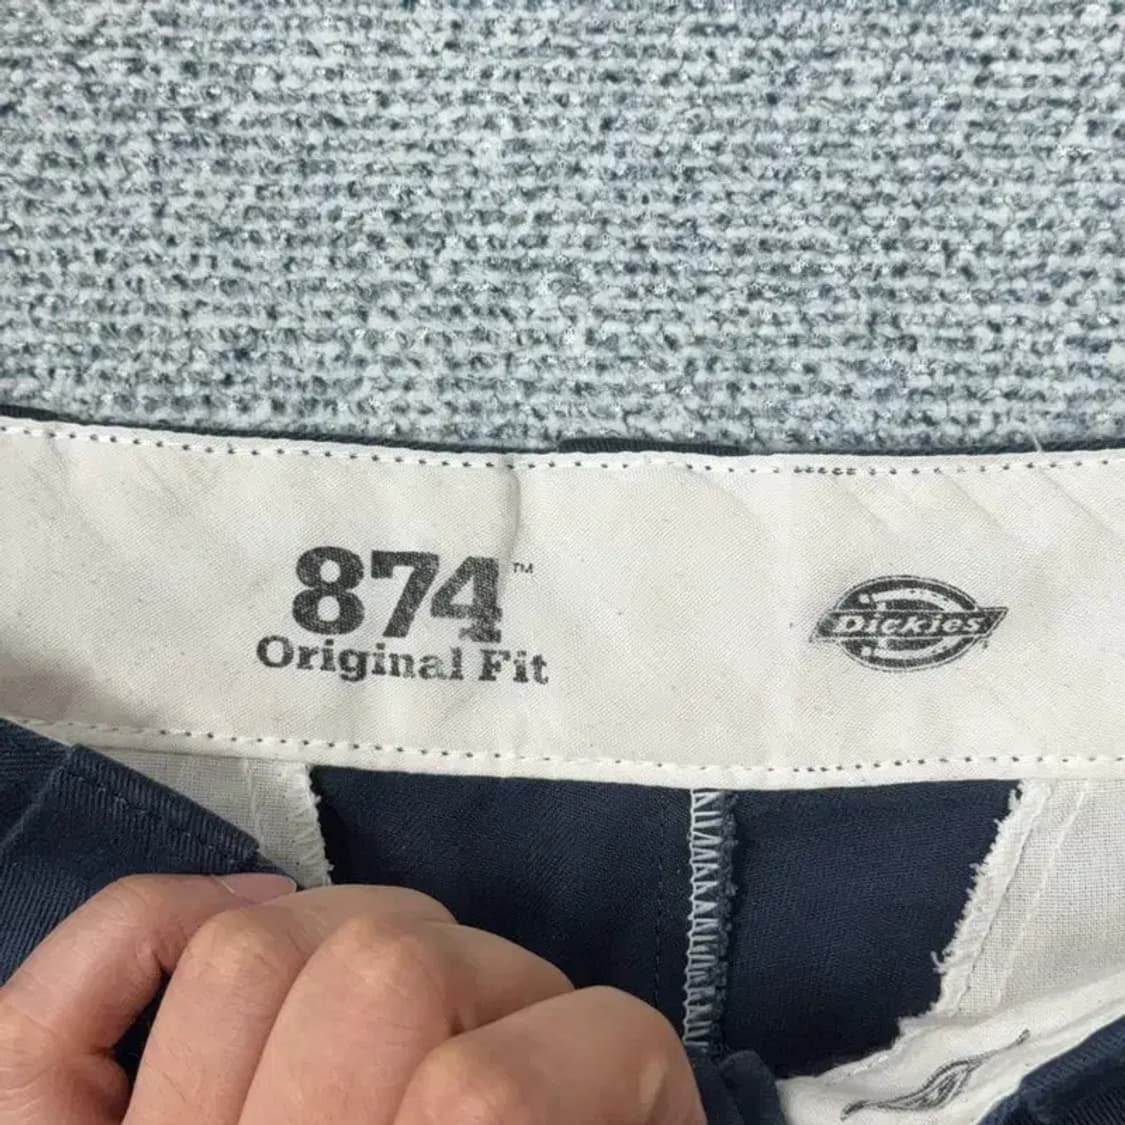 874™
Original Fit
Dickies